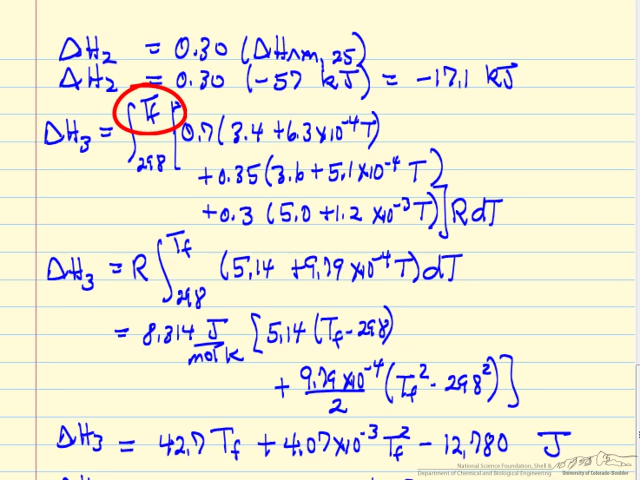 ΔH₂ = 0.30 (ΔHrxn, 25)
ΔH₂ = 0.30 (-57 kJ) = -17.1 kJ
ΔH₃ = ∫₂₉₈^Tf [0.7(3.4 + 6.3×10⁻⁴T)
+ 0.35(3.6 + 5.1×10⁻⁴ T)
+ 0.3 (5.0 + 1.2 ×10⁻³ T)] R dT
ΔH₃ = R ∫₂₉₈^Tf (5.14 + 9.79×10⁻⁴T) dT
= 8.314 J/mol K [5.14 (Tf - 298)
+ 9.79×10⁻⁴/2 (Tf² - 298²)]
ΔH₃ = 42.7 Tf + 4.07×10⁻³ Tf² - 12,780 J
National Science Foundation, Shell &
Department of Chemical and Biological Engineering
University of Colorado-Boulder